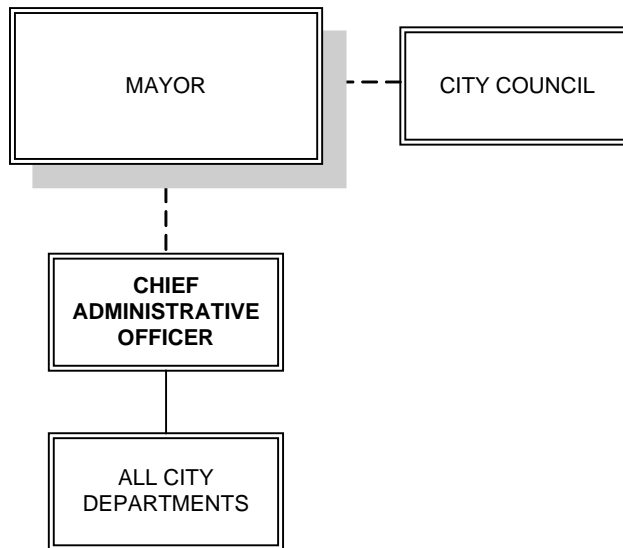 MAYOR
CITY COUNCIL
CHIEF
ADMINISTRATIVE
OFFICER
ALL CITY
DEPARTMENTS